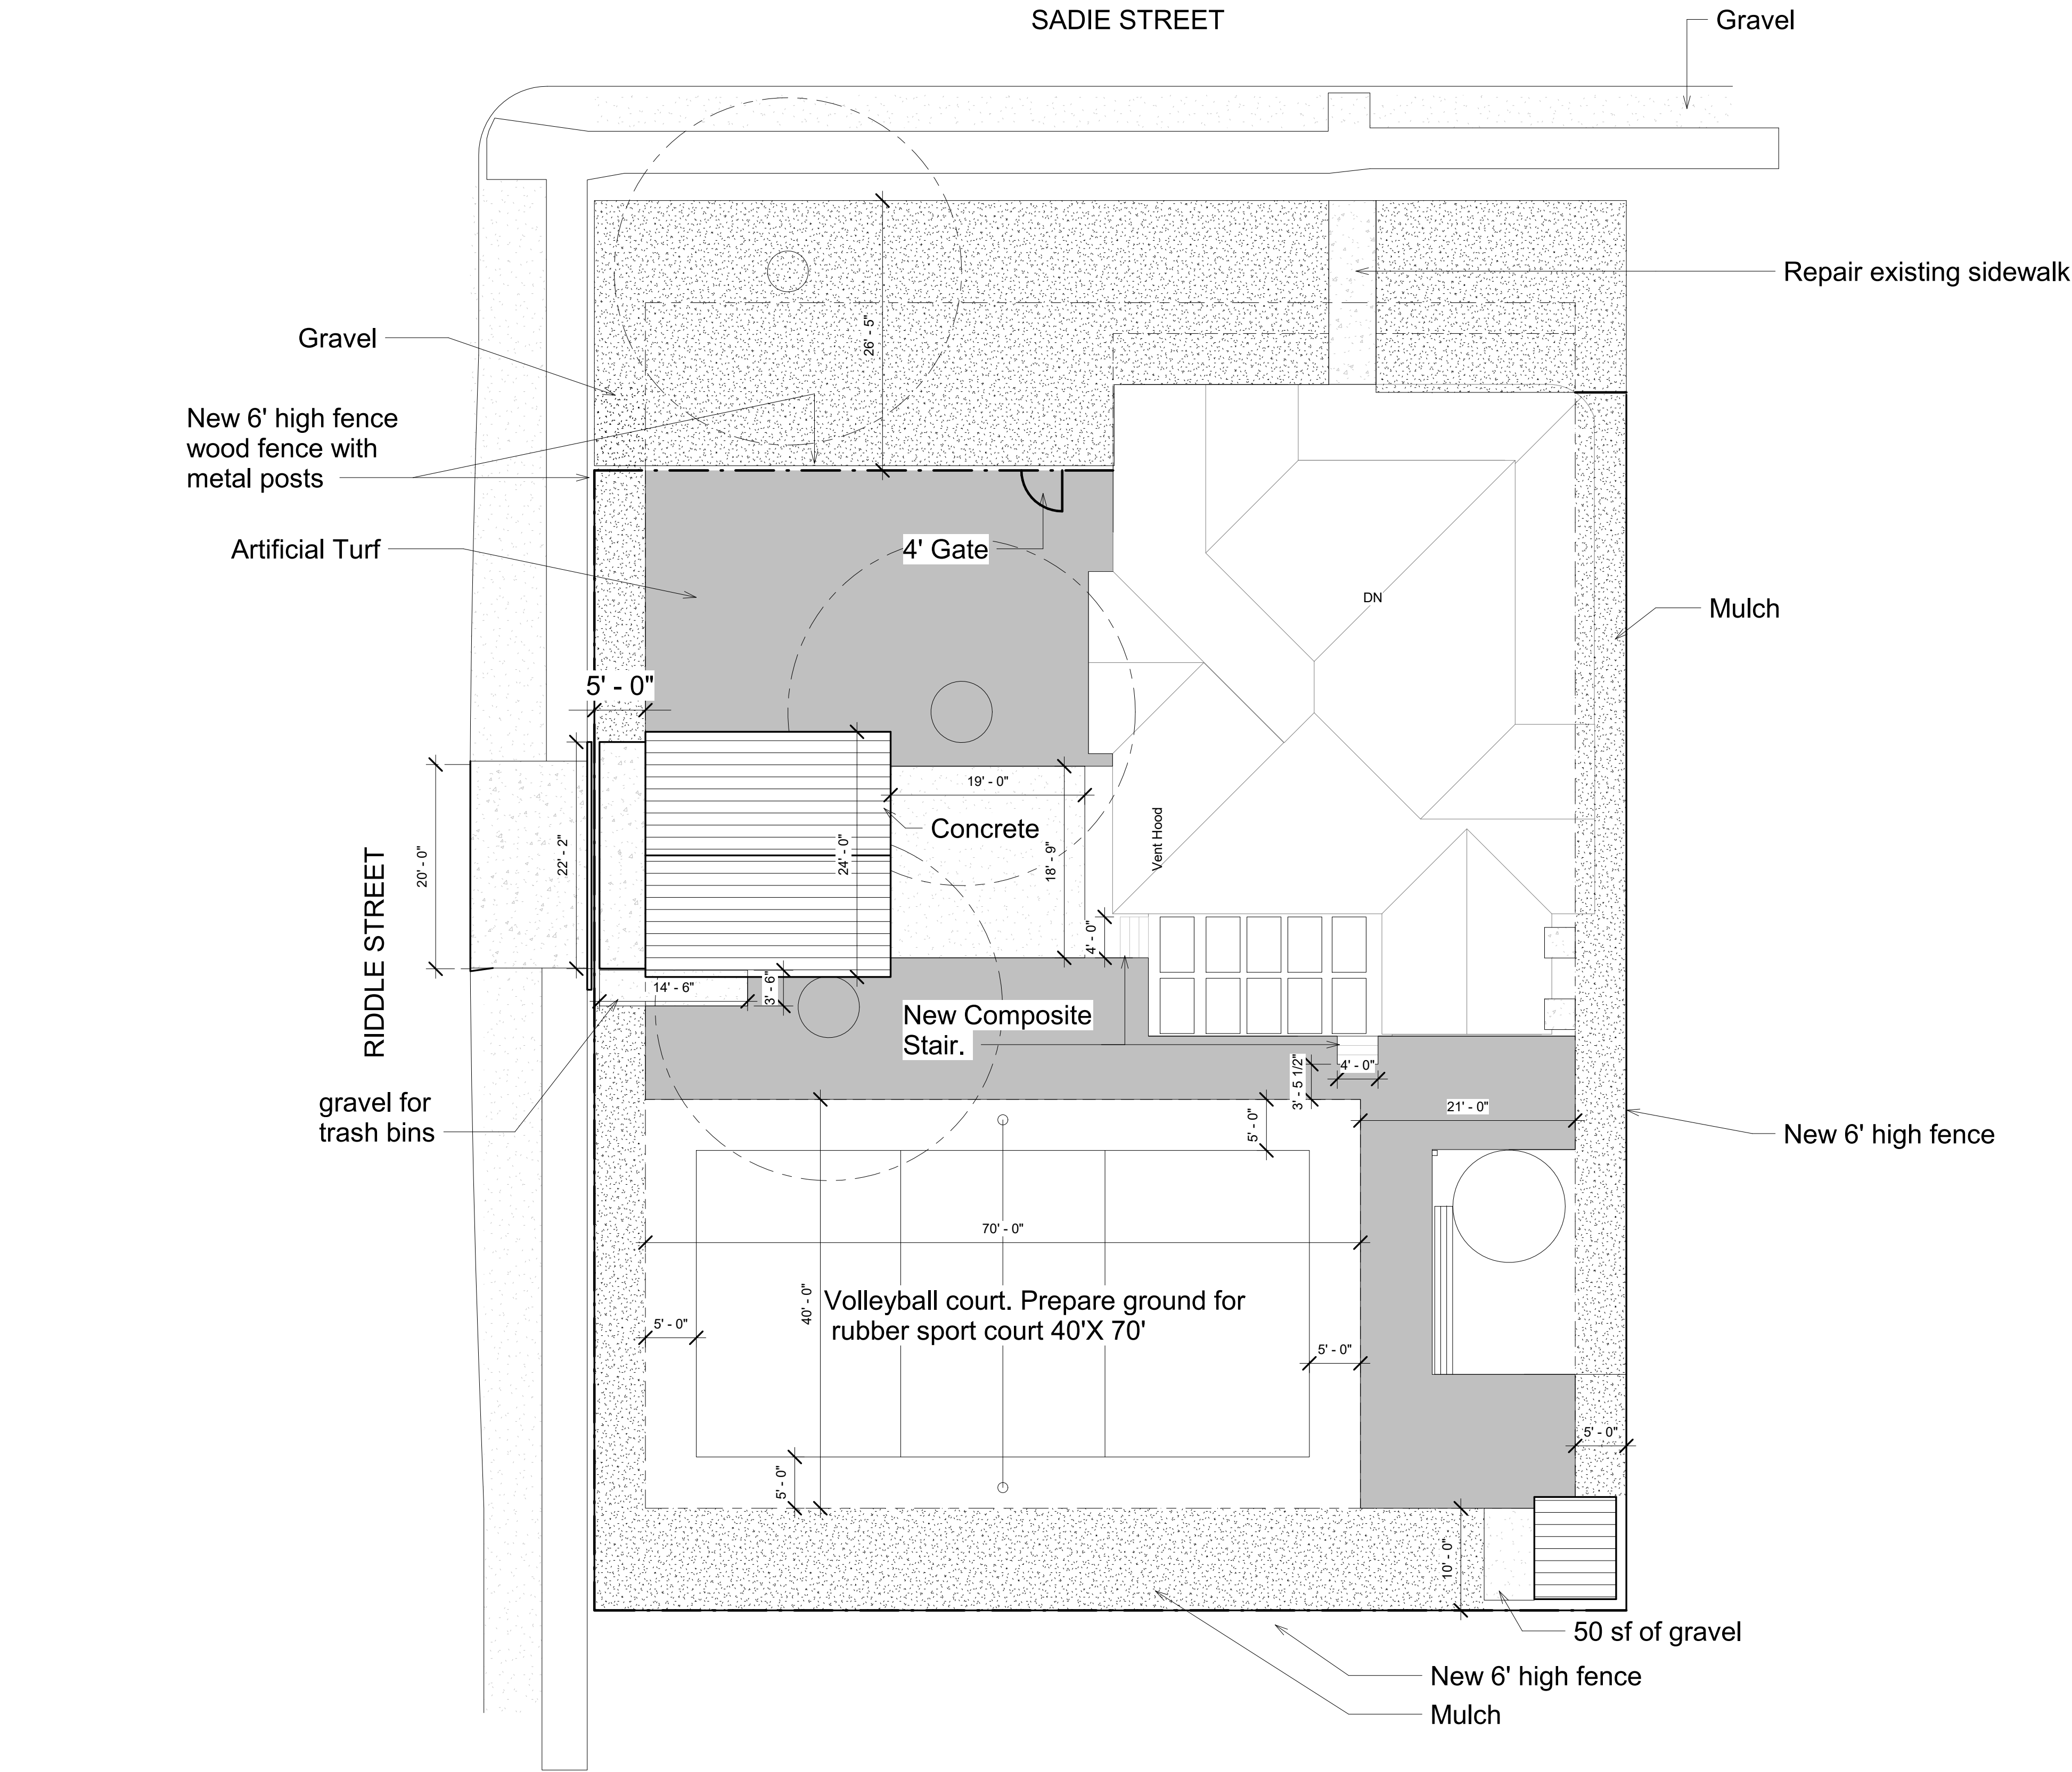 SADIE STREET
Gravel
Repair existing sidewalk
26' - 5"
Gravel
New 6' high fence
wood fence with
metal posts
4' Gate
Artificial Turf
DN
Mulch
5' - 0"
19' - 0"
Concrete
Vent Hood
24' - 0"
18' - 9"
22' - 2"
20' - 0"
RIDDLE STREET
4' - 0"
14' - 6"
3' - 6"
New Composite
Stair.
4' - 0"
3' - 5 1/2"
21' - 0"
gravel for
trash bins
5' - 0"
New 6' high fence
70' - 0"
40' - 0"
Volleyball court. Prepare ground for
rubber sport court 40'X 70'
5' - 0"
5' - 0"
5' - 0"
5' - 0"
10' - 0"
50 sf of gravel
New 6' high fence
Mulch